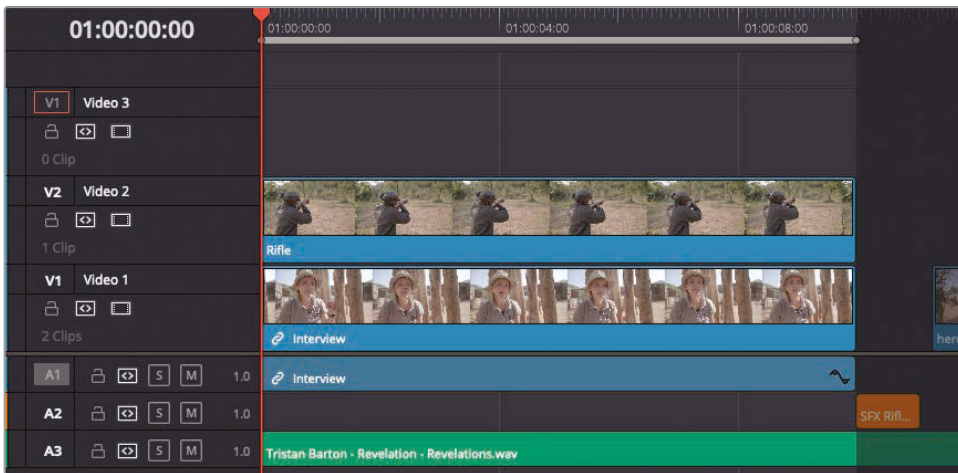 01:00:00:00
01:00:00:00 01:00:04:00 01:00:08:00
V1 Video 3
0 Clip
V2 Video 2
1 Clip
Rifle
V1 Video 1
2 Clips
Interview
her
A1 S M 1.0 Interview
A2 S M 1.0 SFX Rifl...
A3 S M 1.0 Tristan Barton - Revelation - Revelations.wav